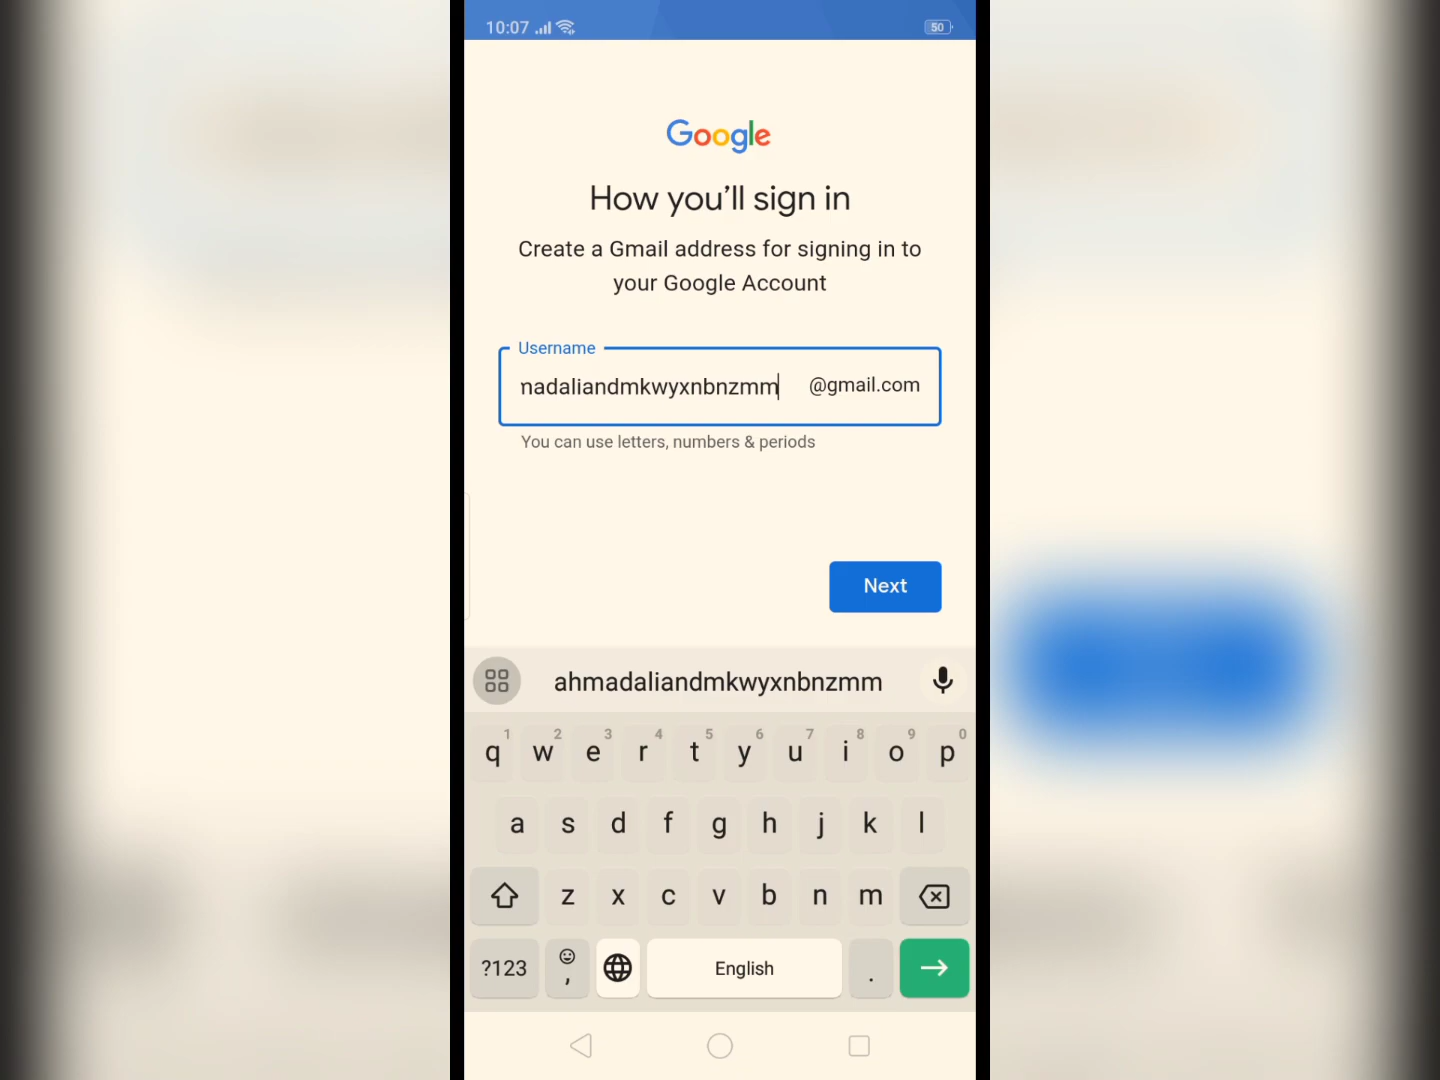 10:07
50
Google
How you'll sign in
Create a Gmail address for signing in to
your Google Account
Username
nadaliandmkwyxnbnzmm @gmail.com
You can use letters, numbers & periods
Next
ahmadaliandmkwyxnbnzmm
1 2 3 4 5 6 7 8 9 0
q w e r t y u i o p
a s d f g h j k l
z x c v b n m
?123 , English .